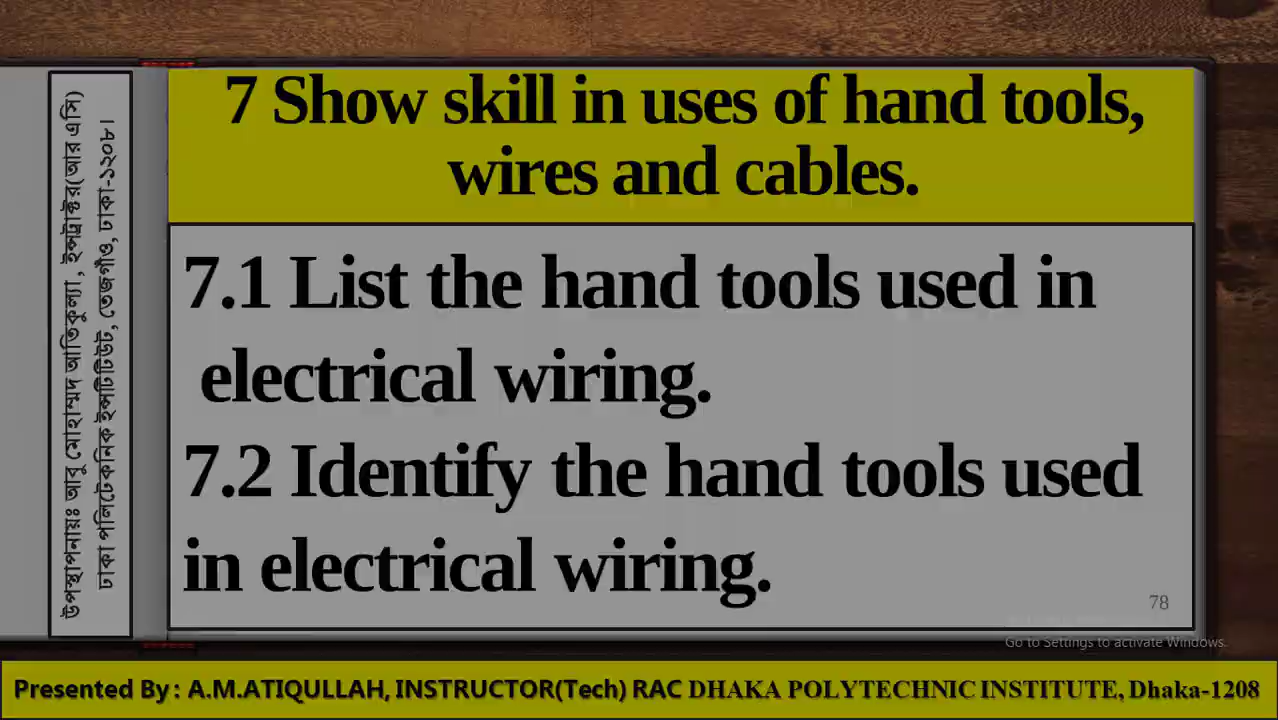 7 Show skill in uses of hand tools,
wires and cables.
7.1 List the hand tools used in
electrical wiring.
7.2 Identify the hand tools used
in electrical wiring.
78
উপস্থাপনায়ঃ আবু মোহাম্মদ আতিকুল্যা, ইন্সট্রাক্টর(আর এসি)
ঢাকা পলিটেকনিক ইন্সটিটিউট, তেজগাঁও, ঢাকা-১২০৮।
Go to Settings to activate Windows.
Presented By: A.M.ATIQULLAH, INSTRUCTOR(Tech) RAC DHAKA POLYTECHNIC INSTITUTE, Dhaka-1208